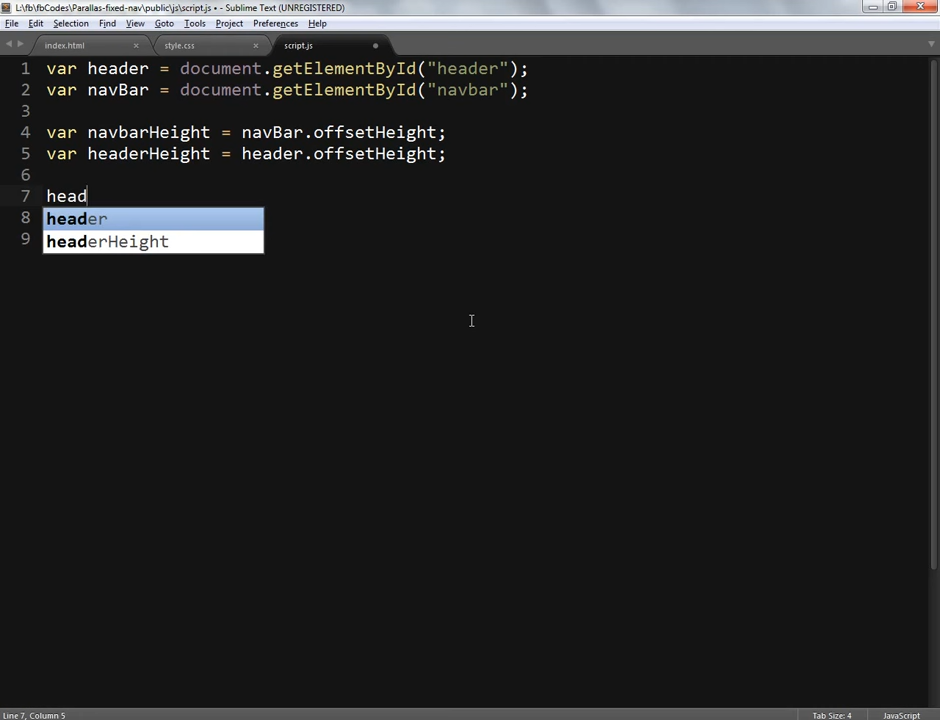 L:\fb\fbCodes\Parallas-fixed-nav\public\js\script.js • - Sublime Text (UNREGISTERED)
File Edit Selection Find View Goto Tools Project Preferences Help
index.html × style.css × script.js •
1 var header = document.getElementById("header");
2 var navBar = document.getElementById("navbar");
3
4 var navbarHeight = navBar.offsetHeight;
5 var headerHeight = header.offsetHeight;
6
7 head
8 header
9 headerHeight
Line 7, Column 5 Tab Size: 4 JavaScript